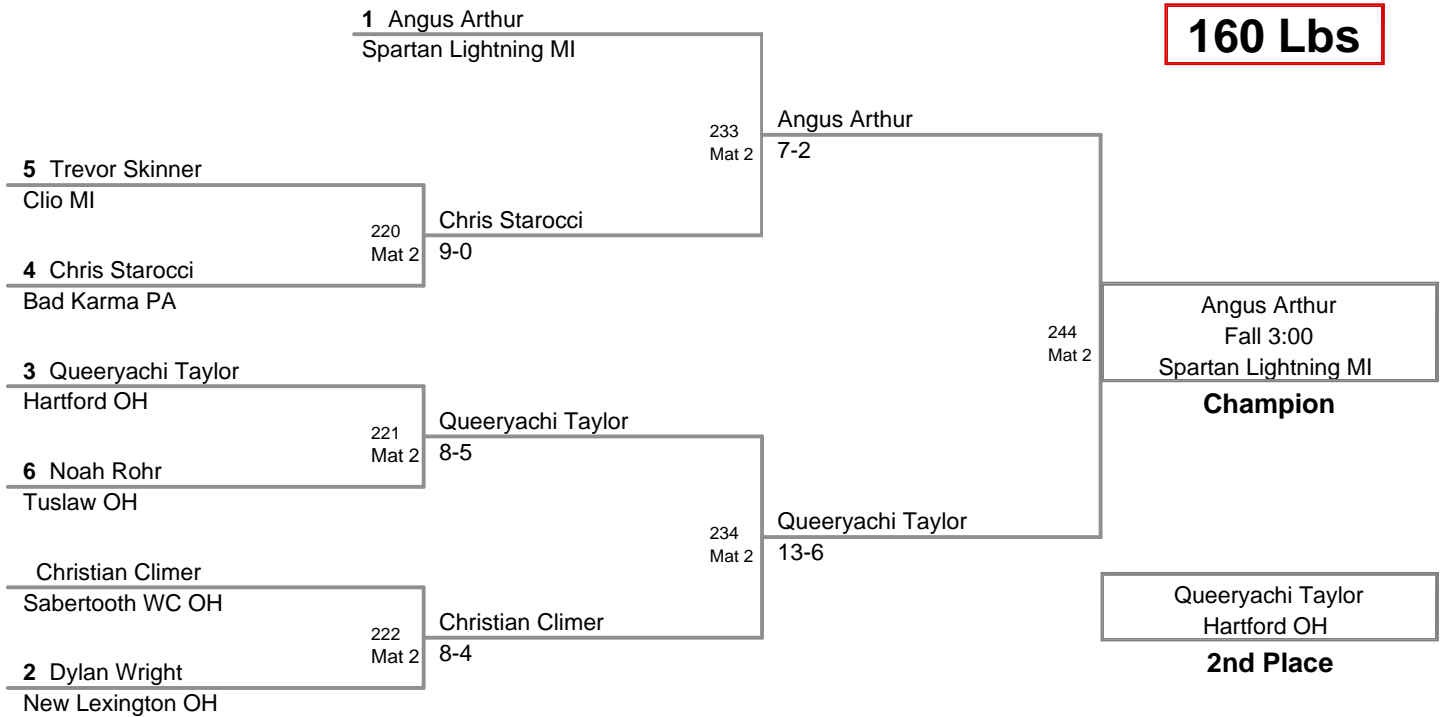 1 Angus Arthur
Spartan Lightning MI
160 Lbs
233
Mat 2
Angus Arthur
7-2
5 Trevor Skinner
Clio MI
220
Mat 2
Chris Starocci
9-0
4 Chris Starocci
Bad Karma PA
244
Mat 2
Angus Arthur
Fall 3:00
Spartan Lightning MI
Champion
3 Queeryachi Taylor
Hartford OH
221
Mat 2
Queeryachi Taylor
8-5
6 Noah Rohr
Tuslaw OH
234
Mat 2
Queeryachi Taylor
13-6
Christian Climer
Sabertooth WC OH
222
Mat 2
Christian Climer
8-4
2 Dylan Wright
New Lexington OH
Queeryachi Taylor
Hartford OH
2nd Place